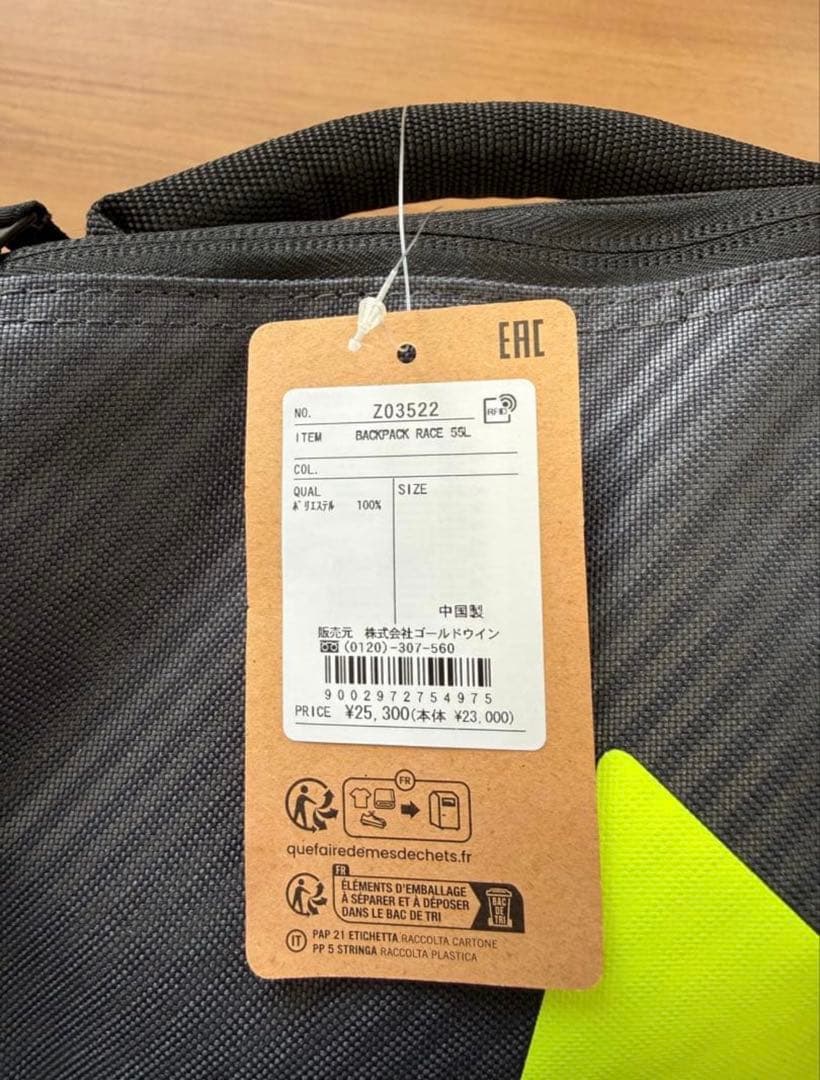 EAC
NO. Z03522
RFID
ITEM BACKPACK RACE 55L
COL.
QUAL SIZE
ﾎﾟﾘｴｽﾃﾙ 100%
中国製
販売元 株式会社ゴールドウイン
(0120)-307-560
9002972754975
PRICE ¥25,300(本体 ¥23,000)
FR
quefairedemesdechets.fr
FR
ÉLÉMENTS D'EMBALLAGE
À SÉPARER ET À DÉPOSER
DANS LE BAC DE TRI
BAC
DE
TRI
IT PAP 21 ETICHETTA RACCOLTA CARTONE
PP 5 STRINGA RACCOLTA PLASTICA